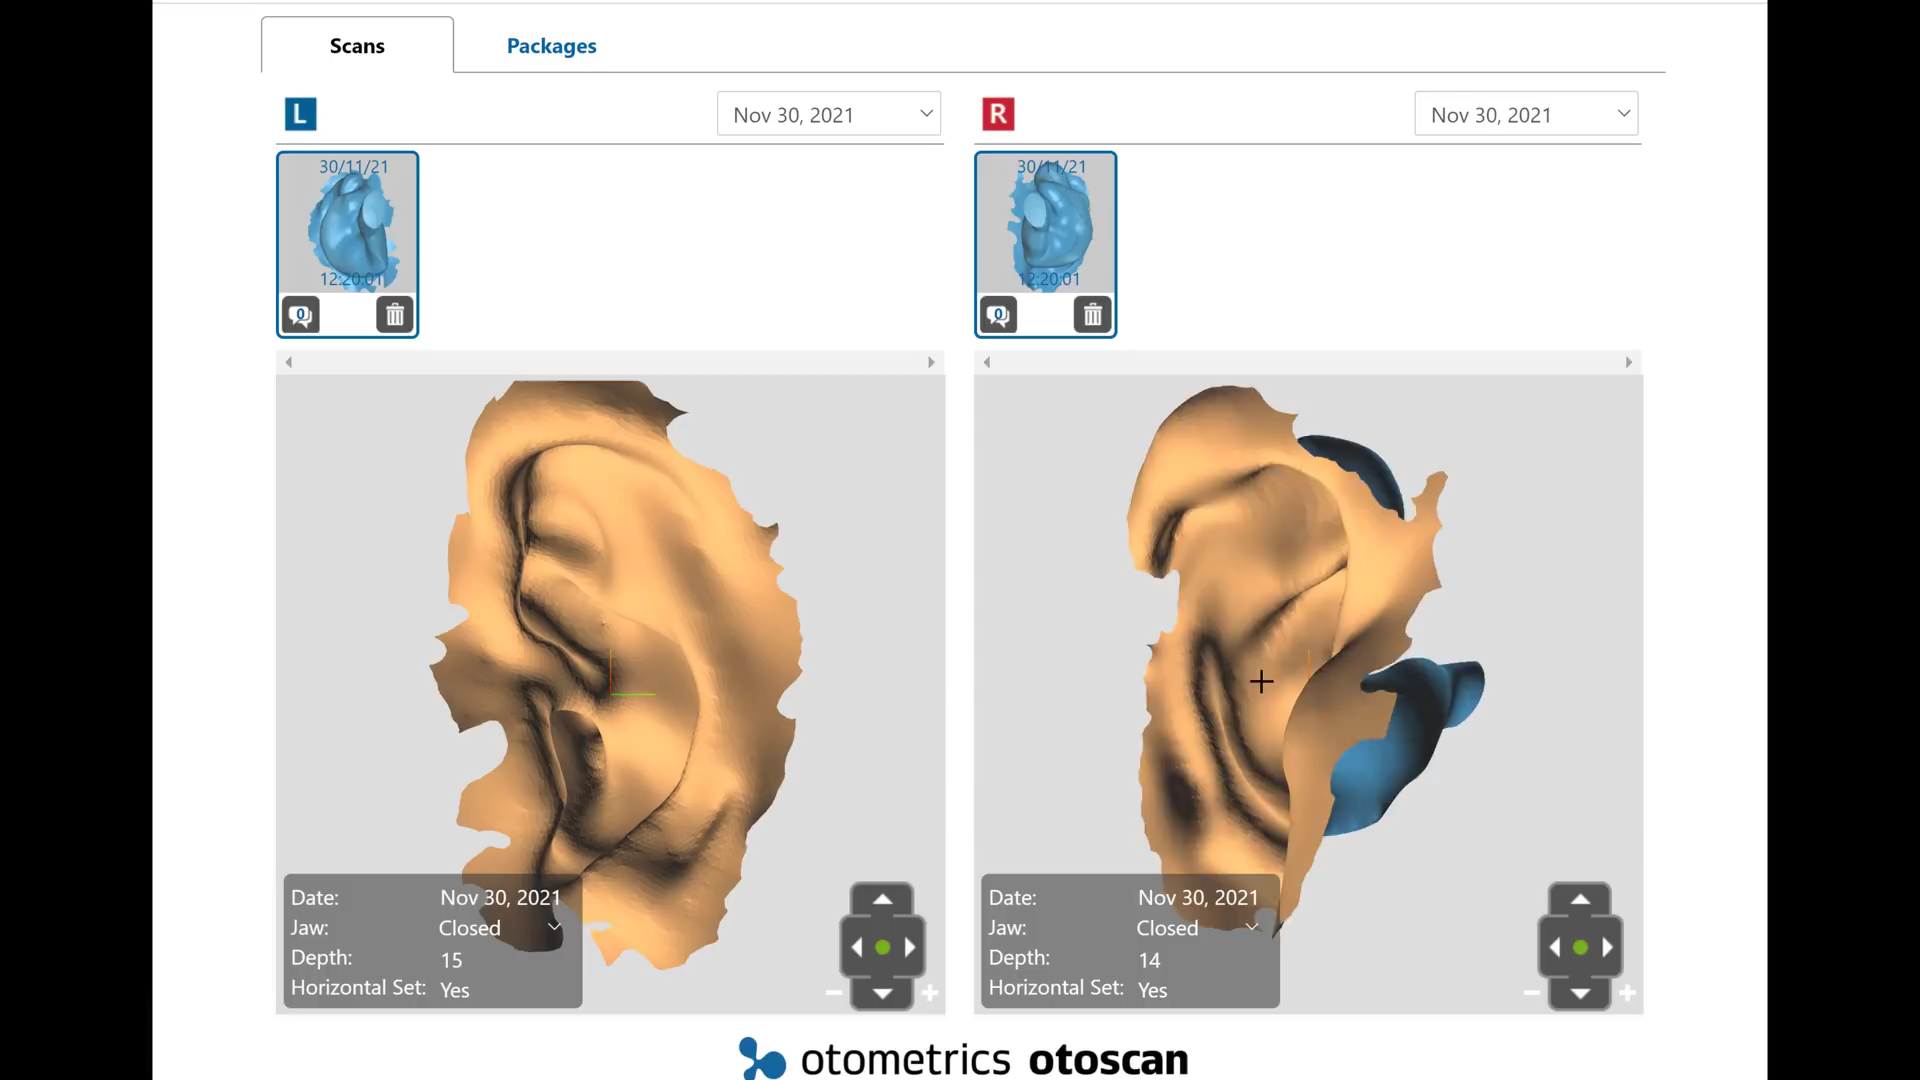 Scans
Packages
L
Nov 30, 2021
R
Nov 30, 2021
30/11/21
12:20:01
0
30/11/21
12:20:01
0
Date: Nov 30, 2021
Jaw: Closed
Depth: 15
Horizontal Set: Yes
Date: Nov 30, 2021
Jaw: Closed
Depth: 14
Horizontal Set: Yes
otometrics otoscan